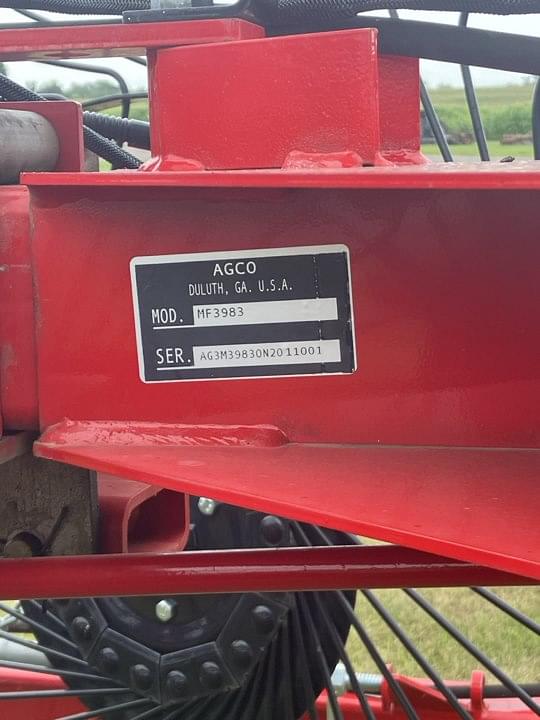 AGCO
DULUTH, GA. U.S.A.
MOD. MF3983
SER. AG3M39830N2011001